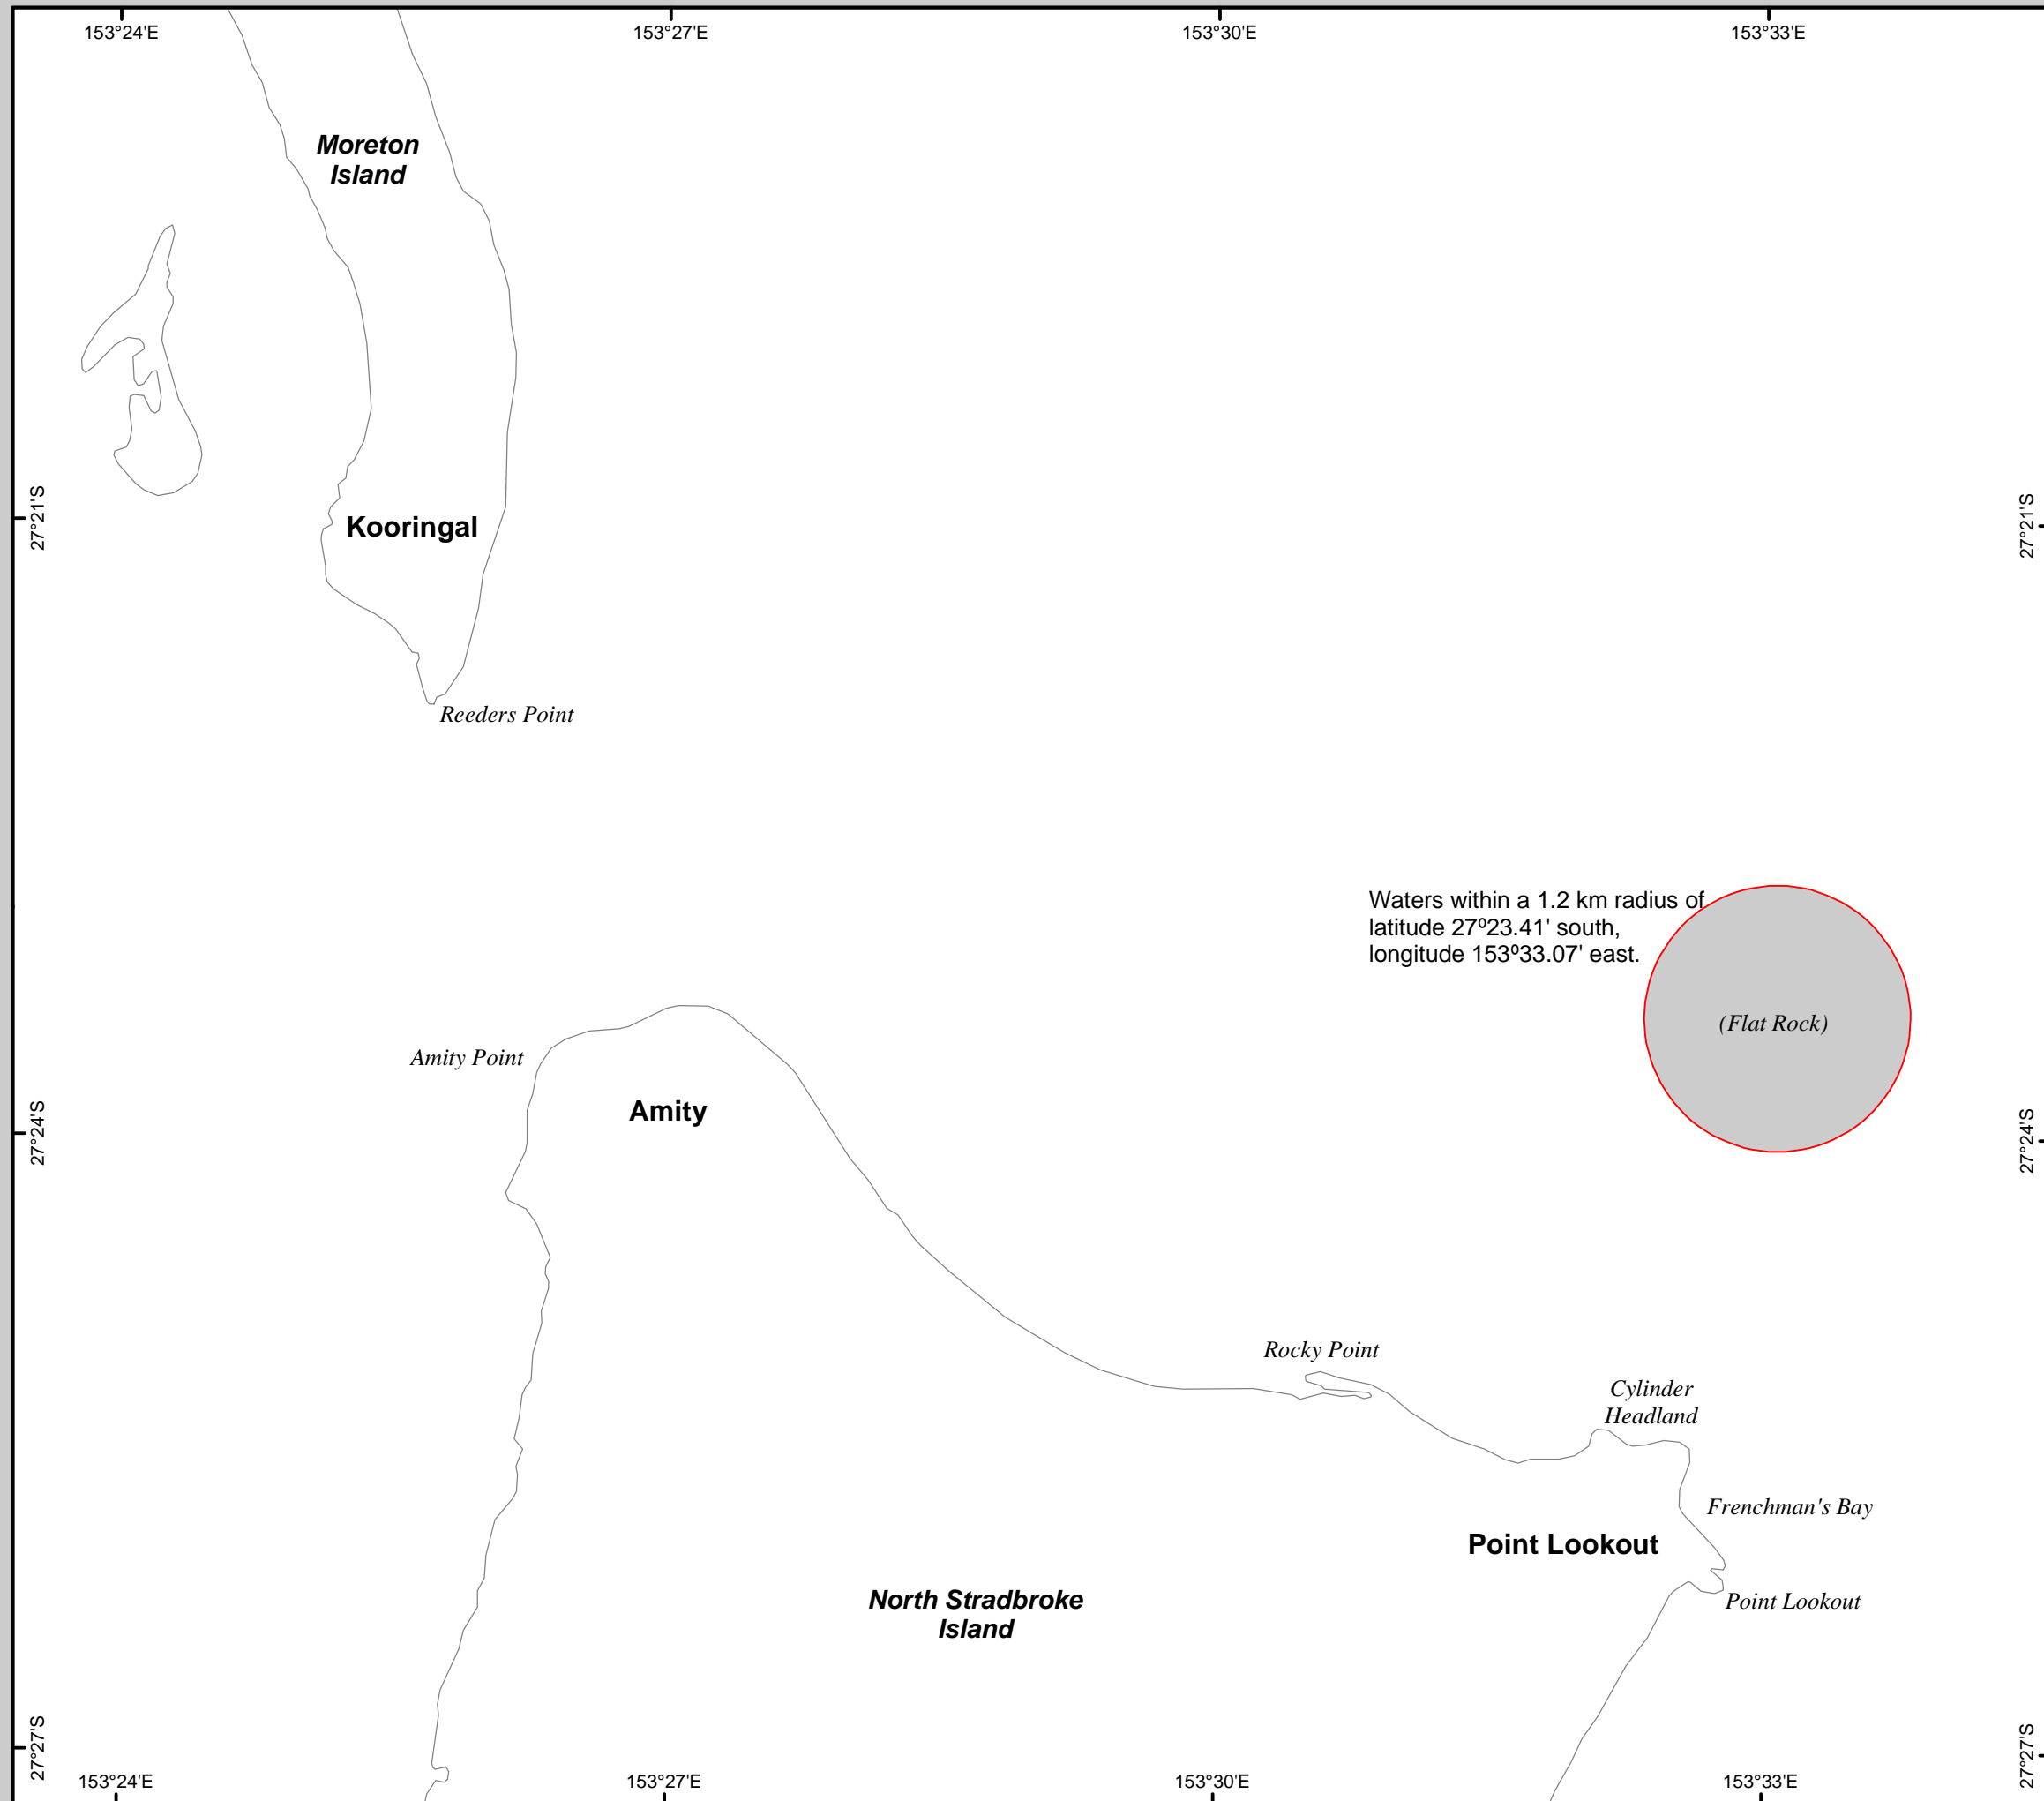 153°24'E
153°27'E
153°30'E
153°33'E
Moreton
Island
27°21'S
27°21'S
Kooringal
Reeders Point
Waters within a 1.2 km radius of
latitude 27º23.41' south,
longitude 153º33.07' east.
(Flat Rock)
Amity Point
Amity
27°24'S
27°24'S
Rocky Point
Cylinder
Headland
Frenchman's Bay
Point Lookout
North Stradbroke
Island
Point Lookout
27°27'S
27°27'S
153°24'E
153°27'E
153°30'E
153°33'E